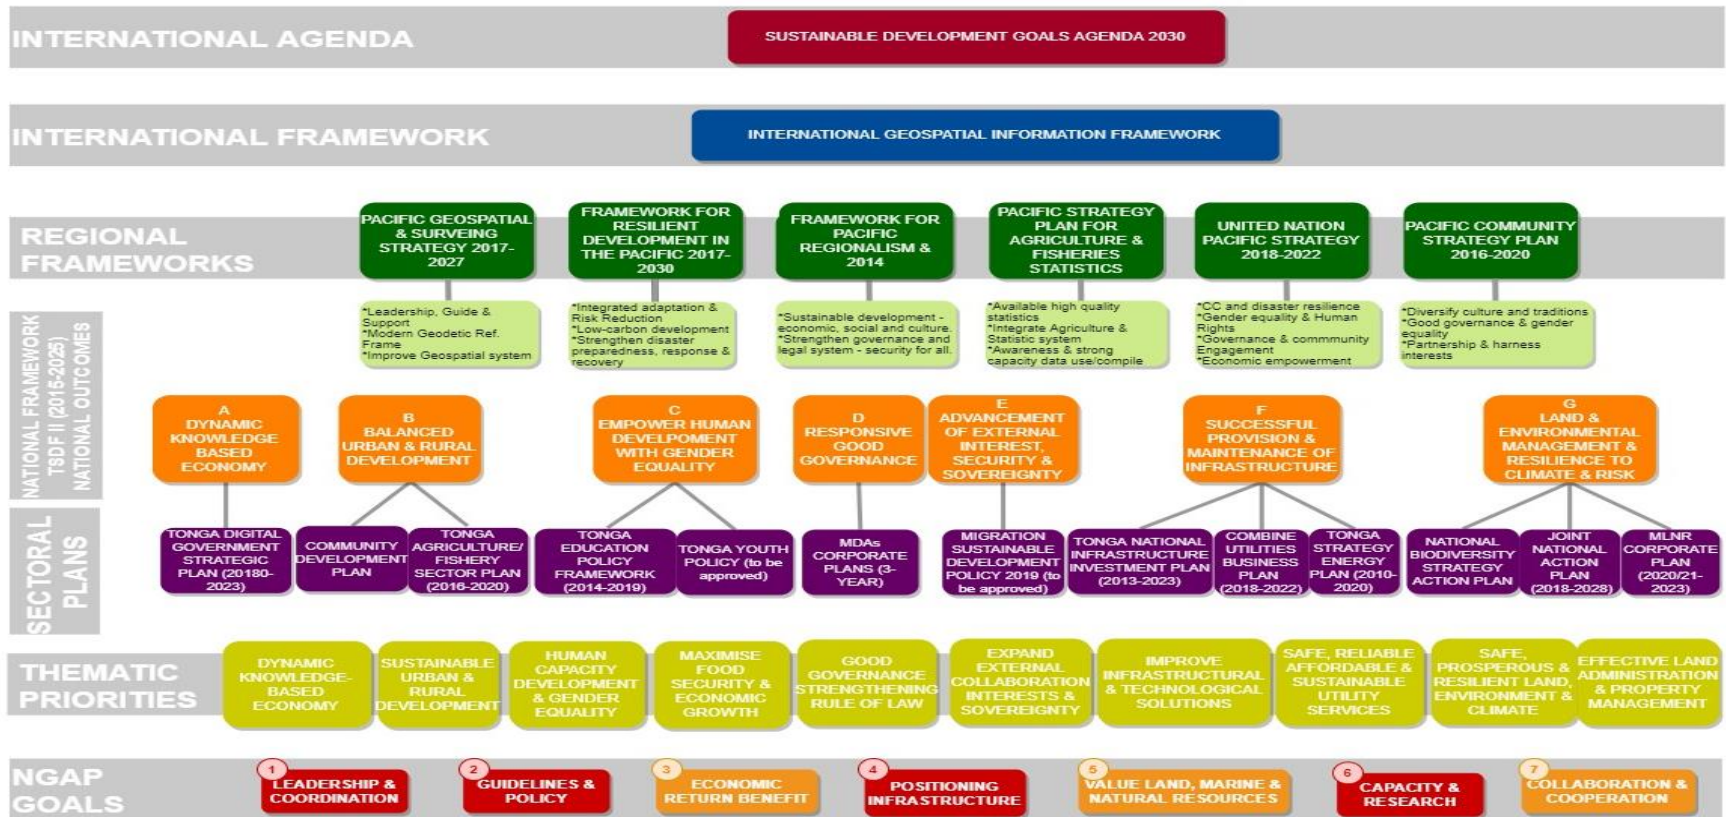 INTERNATIONAL AGENDA
SUSTAINABLE DEVELOPMENT GOALS AGENDA 2030
INTERNATIONAL FRAMEWORK
INTERNATIONAL GEOSPATIAL INFORMATION FRAMEWORK
REGIONAL
FRAMEWORKS
PACIFIC GEOSPATIAL
& SURVEING
STRATEGY 2017-
2027
FRAMEWORK FOR
RESILIENT
DEVELOPMENT IN
THE PACIFIC 2017-
2030
FRAMEWORK FOR
PACIFIC
REGIONALISM &
2014
PACIFIC STRATEGY
PLAN FOR
AGRICULTURE &
FISHERIES
STATISTICS
UNITED NATION
PACIFIC STRATEGY
2018-2022
PACIFIC COMMUNITY
STRATEGY PLAN
2016-2020
*Leadership, Guide &
Support
*Modern Geodetic Ref.
Frame
*Improve Geospatial system
*Integrated adaptation &
Risk Reduction
*Low-carbon development
*Strengthen disaster
preparedness, response &
recovery
*Sustainable development -
economic, social and culture.
*Strengthen governance and
legal system - security for all.
*Available high quality
statistics
*Integrate Agriculture &
Statistic system
*Awareness & strong
capacity data use/compile
*CC and disaster resilience
*Gender equality & Human
Rights
*Governance & commmunity
Engagement
*Economic empowerment
*Diversify culture and traditions
*Good governance & gender
equality
*Partnership & harness
interests
NATIONAL FRAMEWORK
TSDF II (2015-2025)
NATIONAL OUTCOMES
A
DYNAMIC
KNOWLEDGE
BASED
ECONOMY
B
BALANCED
URBAN & RURAL
DEVELOPMENT
C
EMPOWER HUMAN
DEVELPOMENT
WITH GENDER
EQUALITY
D
RESPONSIVE
GOOD
GOVERNANCE
E
ADVANCEMENT
OF EXTERNAL
INTEREST,
SECURITY &
SOVEREIGNTY
F
SUCCESSFUL
PROVISION &
MAINTENANCE OF
INFRASTRUCTURE
G
LAND &
ENVIRONMENTAL
MANAGEMENT &
RESILIENCE TO
CLIMATE & RISK
SECTORAL
PLANS
TONGA DIGITAL
GOVERNMENT
STRATEGIC
PLAN (20180-
2023)
COMMUNITY
DEVELOPMENT
PLAN
TONGA
AGRICULTURE/
FISHERY
SECTOR PLAN
(2016-2020)
TONGA
EDUCATION
POLICY
FRAMEWORK
(2014-2019)
TONGA YOUTH
POLICY (to be
approved)
MDAs
CORPORATE
PLANS (3-
YEAR)
MIGRATION
SUSTAINABLE
DEVELOPMENT
POLICY 2019 (to
be approved)
TONGA NATIONAL
INFRASTRUCTURE
INVESTMENT PLAN
(2013-2023)
COMBINE
UTILITIES
BUSINESS
PLAN
(2018-2022)
TONGA
STRATEGY
ENERGY
PLAN (2010-
2020)
NATIONAL
BIODIVERSITY
STRATEGY
ACTION PLAN
JOINT
NATIONAL
ACTION
PLAN
(2018-2028)
MLNR
CORPORATE
PLAN
(2020/21-
2023)
THEMATIC
PRIORITIES
DYNAMIC
KNOWLEDGE-
BASED
ECONOMY
SUSTAINABLE
URBAN &
RURAL
DEVELOPMENT
HUMAN
CAPACITY
DEVELOPMENT
& GENDER
EQUALITY
MAXIMISE
FOOD
SECURITY &
ECONOMIC
GROWTH
GOOD
GOVERNANCE
STRENGTHENING
RULE OF LAW
EXPAND
EXTERNAL
COLLABORATION
INTERESTS &
SOVEREIGNTY
IMPROVE
INFRASTRUCTURAL
& TECHNOLOGICAL
SOLUTIONS
SAFE, RELIABLE
AFFORDABLE &
SUSTAINABLE
UTILITY
SERVICES
SAFE,
PROSPEROUS &
RESILIENT LAND,
ENVIRONMENT &
CLIMATE
EFFECTIVE LAND
ADMINISTRATION
& PROPERTY
MANAGEMENT
NGAP
GOALS
1
LEADERSHIP &
COORDINATION
2
GUIDELINES &
POLICY
3
ECONOMIC
RETURN BENEFIT
4
POSITIONING
INFRASTRUCTURE
5
VALUE LAND, MARINE &
NATURAL RESOURCES
6
CAPACITY &
RESEARCH
7
COLLABORATION &
COOPERATION